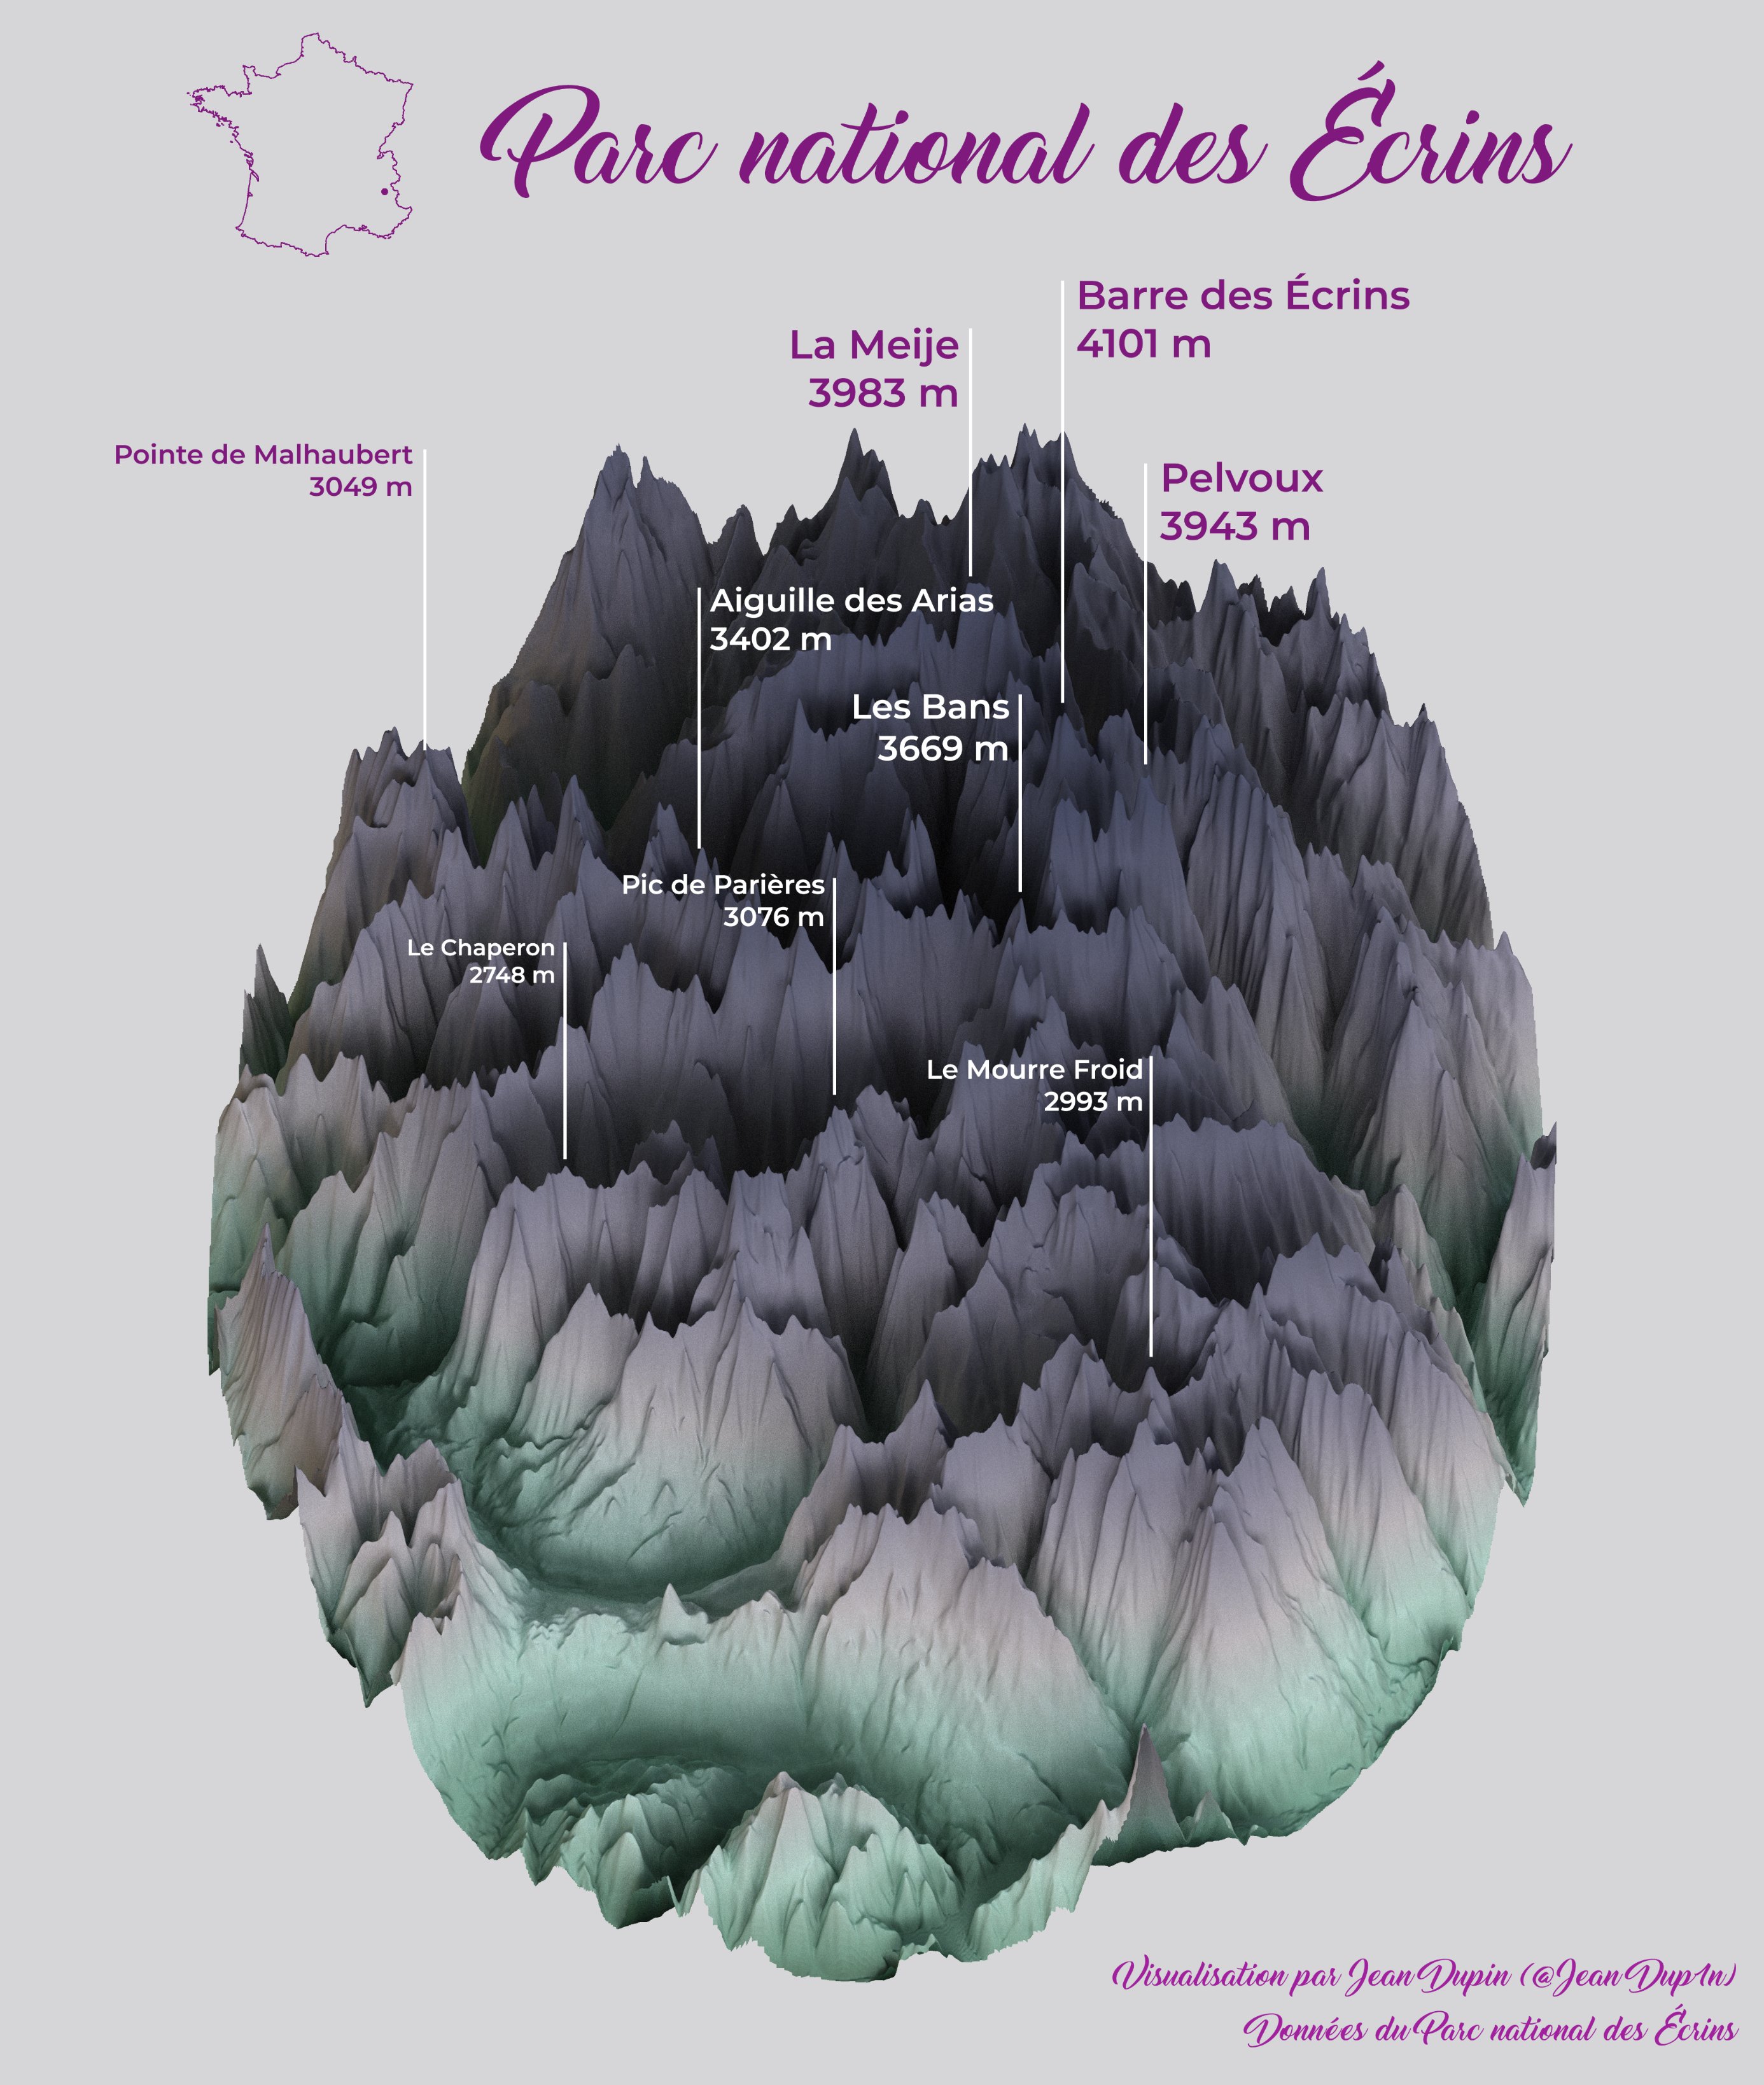 Parc national des Écrins
Barre des Écrins
4101 m
La Meije
3983 m
Pointe de Malhaubert
3049 m
Pelvoux
3943 m
Aiguille des Arias
3402 m
Les Bans
3669 m
Pic de Parières
3076 m
Le Chaperon
2748 m
Le Mourre Froid
2993 m
Visualisation par Jean Dupin (@JeanDup1n)
Données du Parc national des Écrins